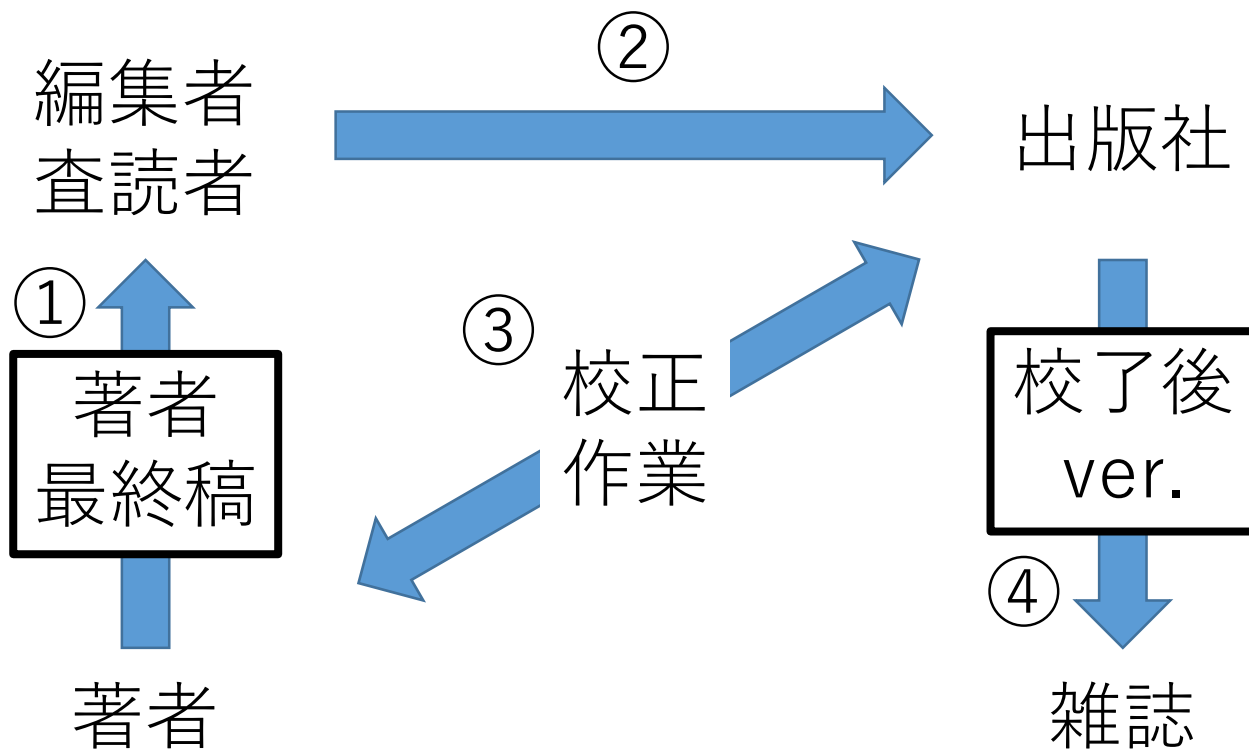 ②
編集者
査読者
出版社
①
③
著者
最終稿
校正
作業
校了後
ver.
④
著者
雑誌